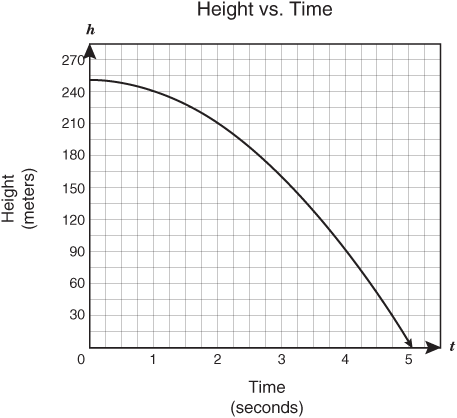 Height vs. Time
h
270
240
210
180
150
120
90
60
30
Height
(meters)
0
1
2
3
4
5
t
Time
(seconds)